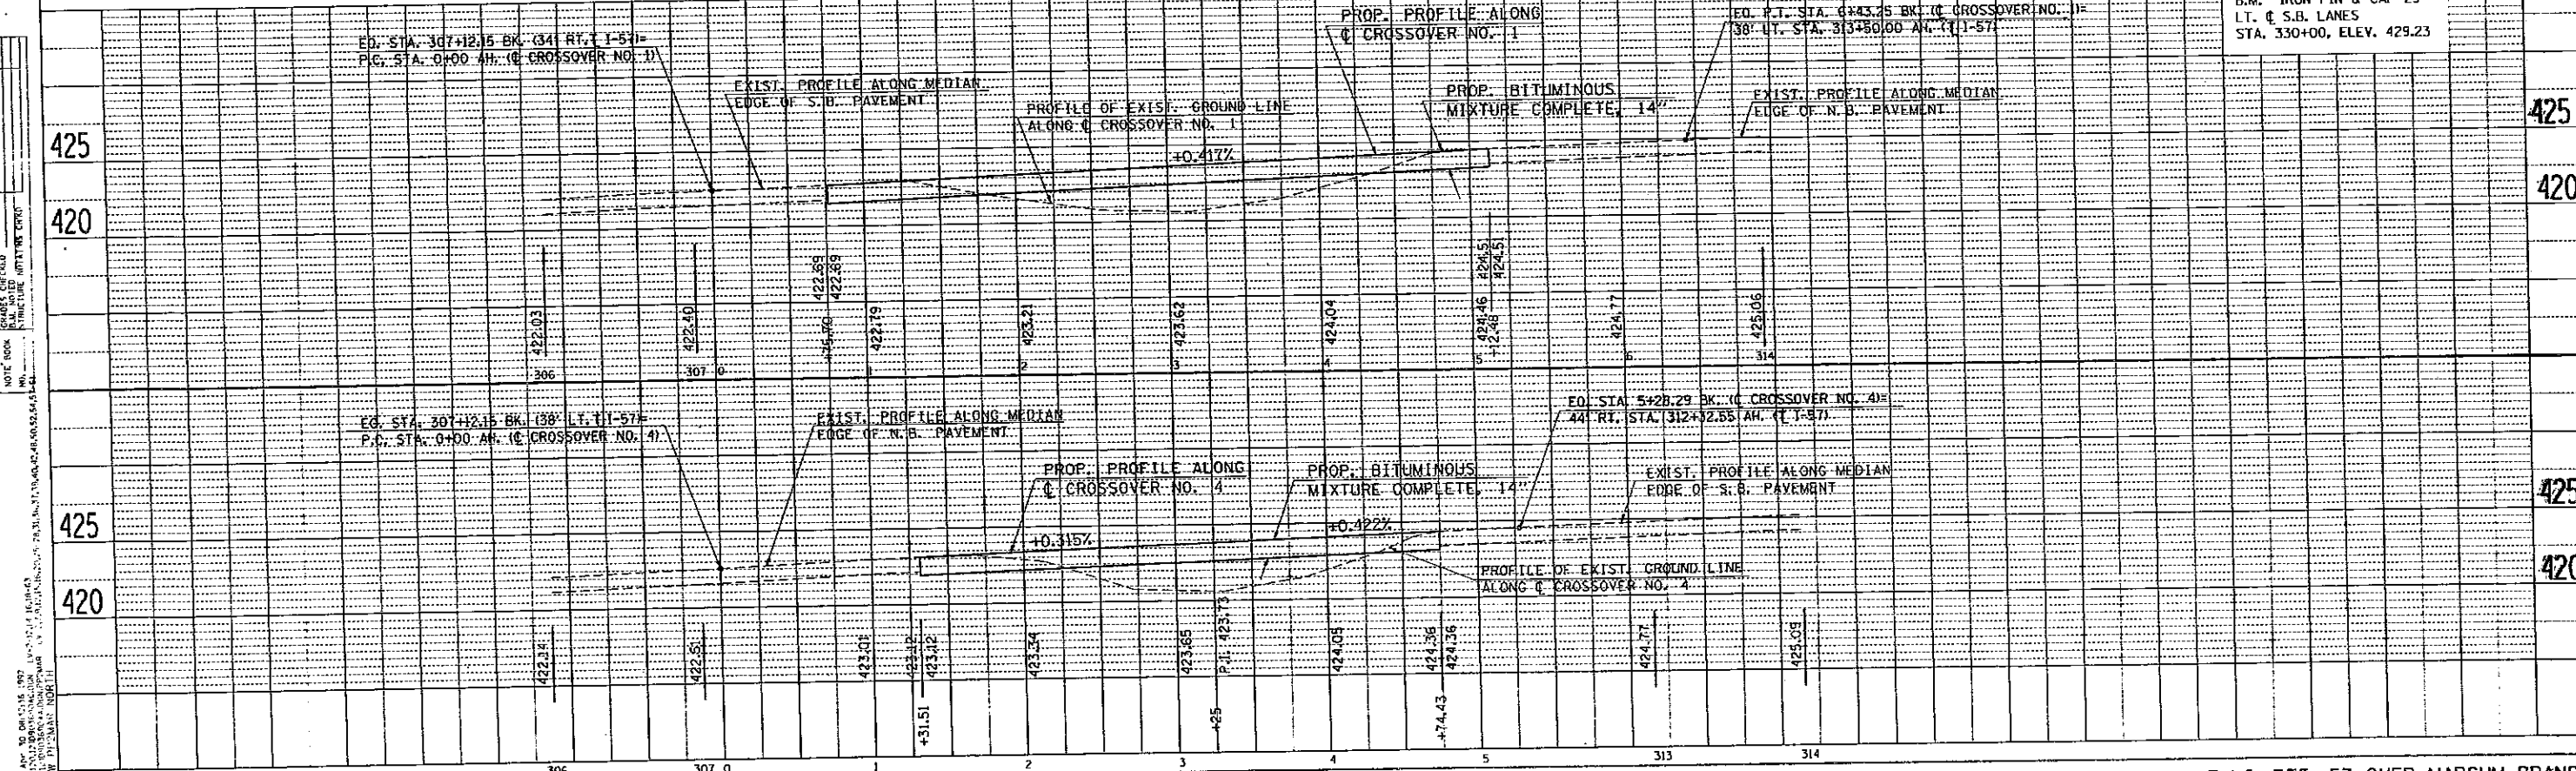 PROP. PROFILE ALONG
℄ CROSSOVER NO. 1
EQ. P.T. STA. 6+43.25 BK. (℄ CROSSOVER NO. 1)=
38' LT. STA. 313+50.00 AH. (℄ I-57)
LT. ℄ S.B. LANES
STA. 330+00, ELEV. 429.23
EQ. STA. 307+12.15 BK. (34' RT. ℄ I-57)=
P.C. STA. 0+00 AH. (℄ CROSSOVER NO. 1)
EXIST. PROFILE ALONG MEDIAN
EDGE OF S.B. PAVEMENT
PROFILE OF EXIST. GROUND LINE
ALONG ℄ CROSSOVER NO. 1
PROP. BITUMINOUS
MIXTURE COMPLETE, 14"
EXIST. PROFILE ALONG MEDIAN
EDGE OF N.B. PAVEMENT
425
425
+0.417%
420
420
422.03
422.40
422.69
422.69
+75.70
422.79
423.21
423.62
424.04
424.46
424.51
424.51
+12.48
424.77
425.06
306
307 0
1
2
3
4
5
6
314
EQ. STA. 307+12.15 BK. (38' LT. ℄ I-57)=
P.C. STA. 0+00 AH. (℄ CROSSOVER NO. 4)
EXIST. PROFILE ALONG MEDIAN
EDGE OF N.B. PAVEMENT
EQ. STA. 5+28.29 BK. (℄ CROSSOVER NO. 4)=
44' RT. STA. 312+32.55 AH. (℄ I-57)
PROP. PROFILE ALONG
℄ CROSSOVER NO. 4
PROP. BITUMINOUS
MIXTURE COMPLETE, 14"
EXIST. PROFILE ALONG MEDIAN
EDGE OF S.B. PAVEMENT
425
425
+0.315%
+0.422%
PROFILE OF EXIST. GROUND LINE
ALONG ℄ CROSSOVER NO. 4
420
420
422.14
422.51
423.01
423.12
423.12
423.34
423.65
P.I. 423.73
424.05
424.36
424.36
424.77
425.09
+31.51
+25
+74.43
306
307 0
1
2
3
4
5
313
314
NOTE BOOK
NO.
GRADES CHECKED
B.M. NOTED
STRUCTURE NOTATNS CHKD